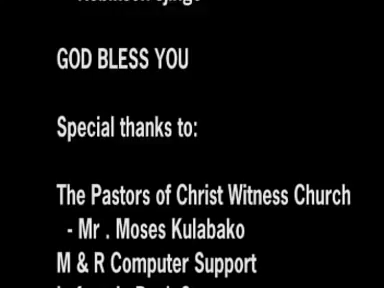 GOD BLESS YOU
Special thanks to:
The Pastors of Christ Witness Church
- Mr . Moses Kulabako
M & R Computer Support